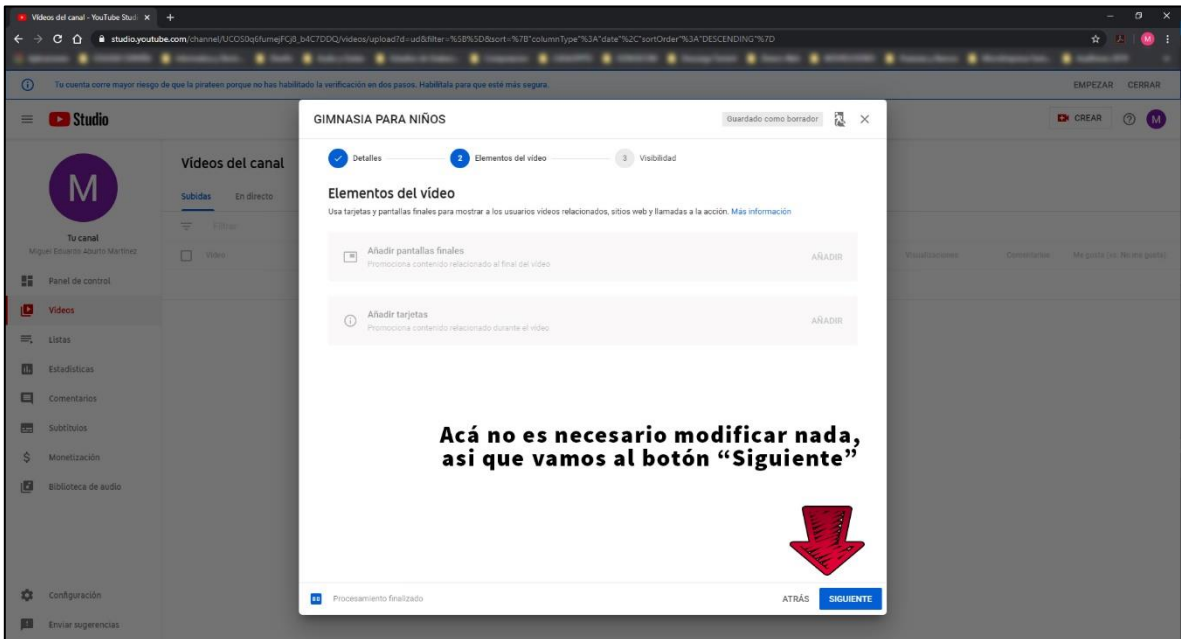 Vídeos del canal - YouTube Studi
studio.youtube.com/channel/UCOS0q6fumejFCj8_b4C7DDQ/videos/upload?d=ud&filter=%5B%5D&sort=%7B"columnType"%3A"date"%2C"sortOrder"%3A"DESCENDING"%7D
Tu cuenta corre mayor riesgo de que la pirateen porque no has habilitado la verificación en dos pasos. Habilítala para que esté más segura.
EMPEZAR CERRAR
Studio
CREAR
M
GIMNASIA PARA NIÑOS
Guardado como borrador
Detalles
2 Elementos del vídeo
3 Visibilidad
Elementos del vídeo
Usa tarjetas y pantallas finales para mostrar a los usuarios vídeos relacionados, sitios web y llamadas a la acción. Más información
Añadir pantallas finales
Promociona contenido relacionado al final del vídeo
AÑADIR
Añadir tarjetas
Promociona contenido relacionado durante el vídeo
AÑADIR
Acá no es necesario modificar nada,
asi que vamos al botón “Siguiente”
Procesamiento finalizado
ATRÁS SIGUIENTE
M
Tu canal
Miguel Eduardo Aburto Martínez
Panel de control
Vídeos
Listas
Estadísticas
Comentarios
Subtítulos
Monetización
Biblioteca de audio
Configuración
Enviar sugerencias
Vídeos del canal
Subidas En directo
Filtrar
Vídeo
Visualizaciones Comentarios